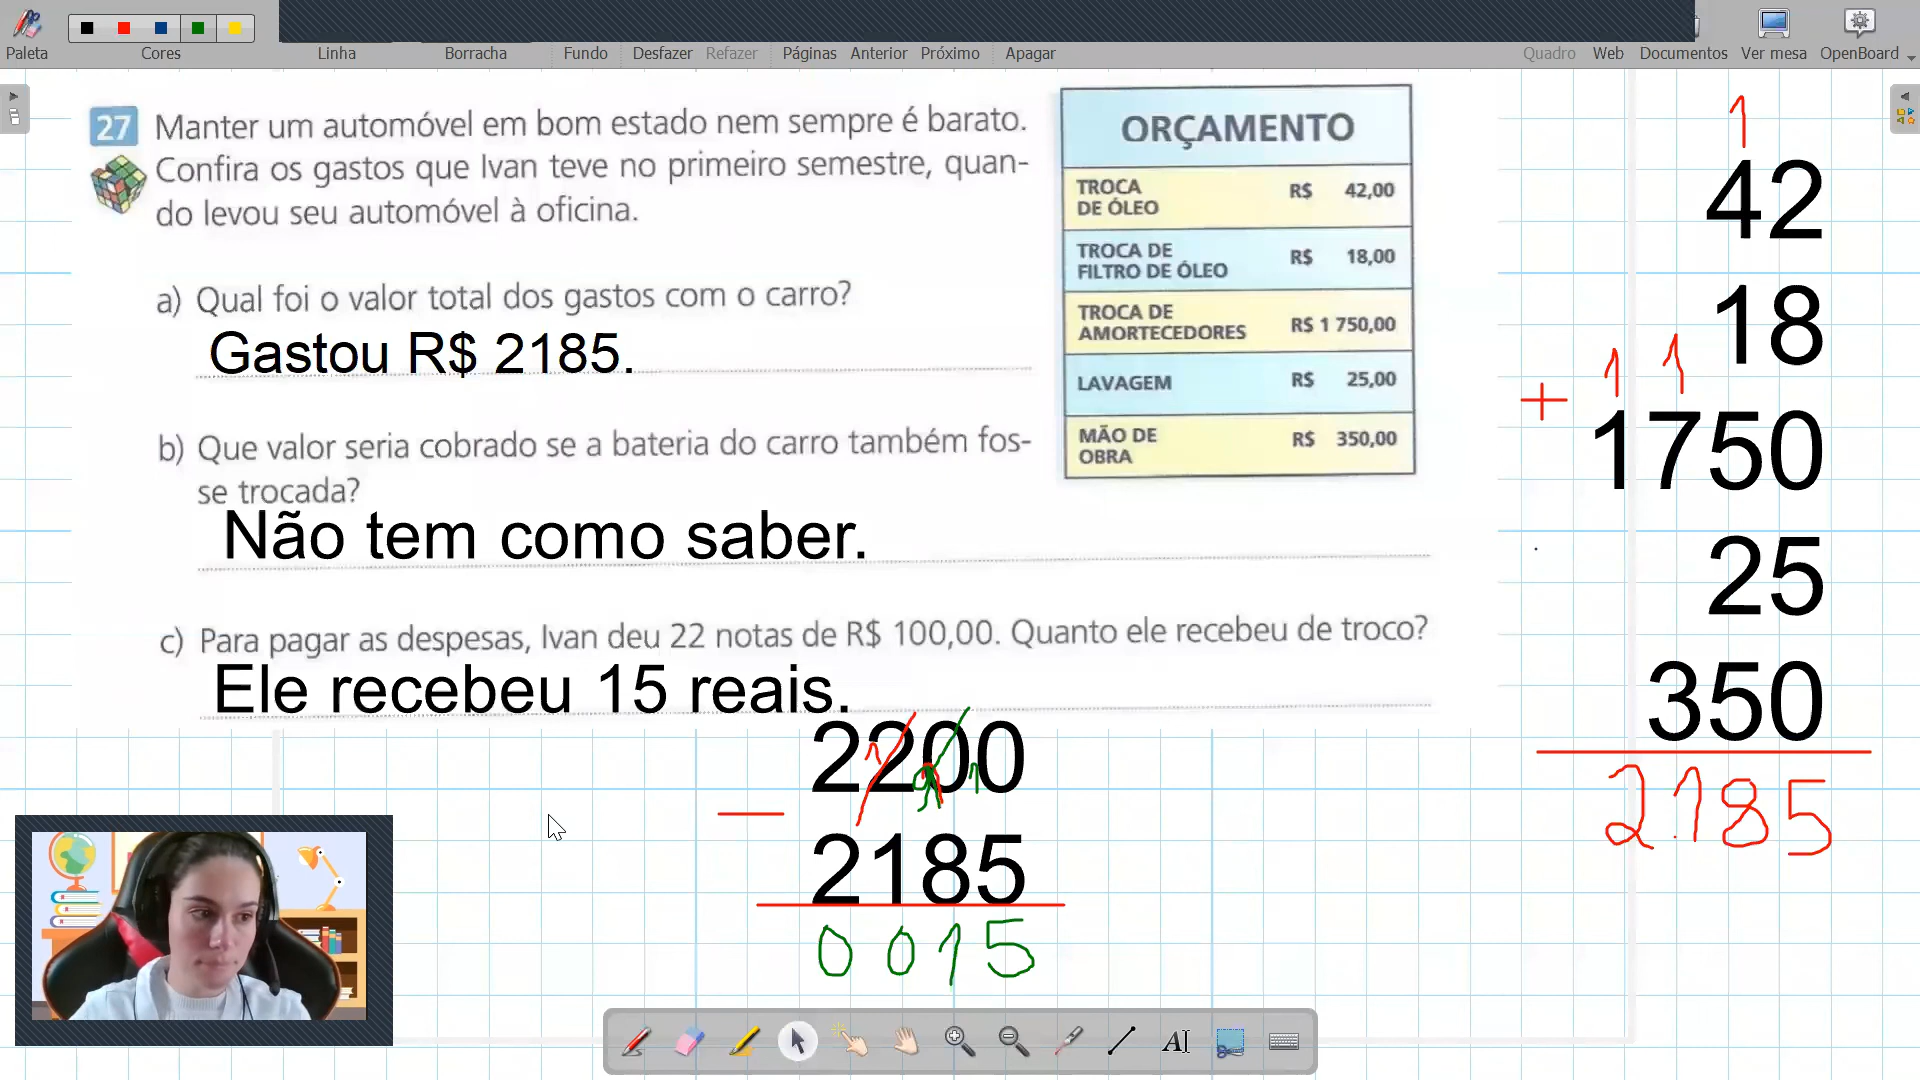 Paleta
Cores
Linha
Borracha
Fundo
Desfazer
Refazer
Páginas
Anterior
Próximo
Apagar
Quadro
Web
Documentos
Ver mesa
OpenBoard
27 Manter um automóvel em bom estado nem sempre é barato.
Confira os gastos que Ivan teve no primeiro semestre, quan-
do levou seu automóvel à oficina.
a) Qual foi o valor total dos gastos com o carro?
Gastou R$ 2185.
b) Que valor seria cobrado se a bateria do carro também fos-
se trocada?
Não tem como saber.
c) Para pagar as despesas, Ivan deu 22 notas de R$ 100,00. Quanto ele recebeu de troco?
Ele recebeu 15 reais.
ORÇAMENTO
TROCA
DE ÓLEO R$ 42,00
TROCA DE
FILTRO DE ÓLEO R$ 18,00
TROCA DE
AMORTECEDORES R$ 1 750,00
LAVAGEM R$ 25,00
MÃO DE
OBRA R$ 350,00
1
42
18
1 1
+
1750
25
350
2185
2200
1 1 0 1 1
−
2185
0015
AI